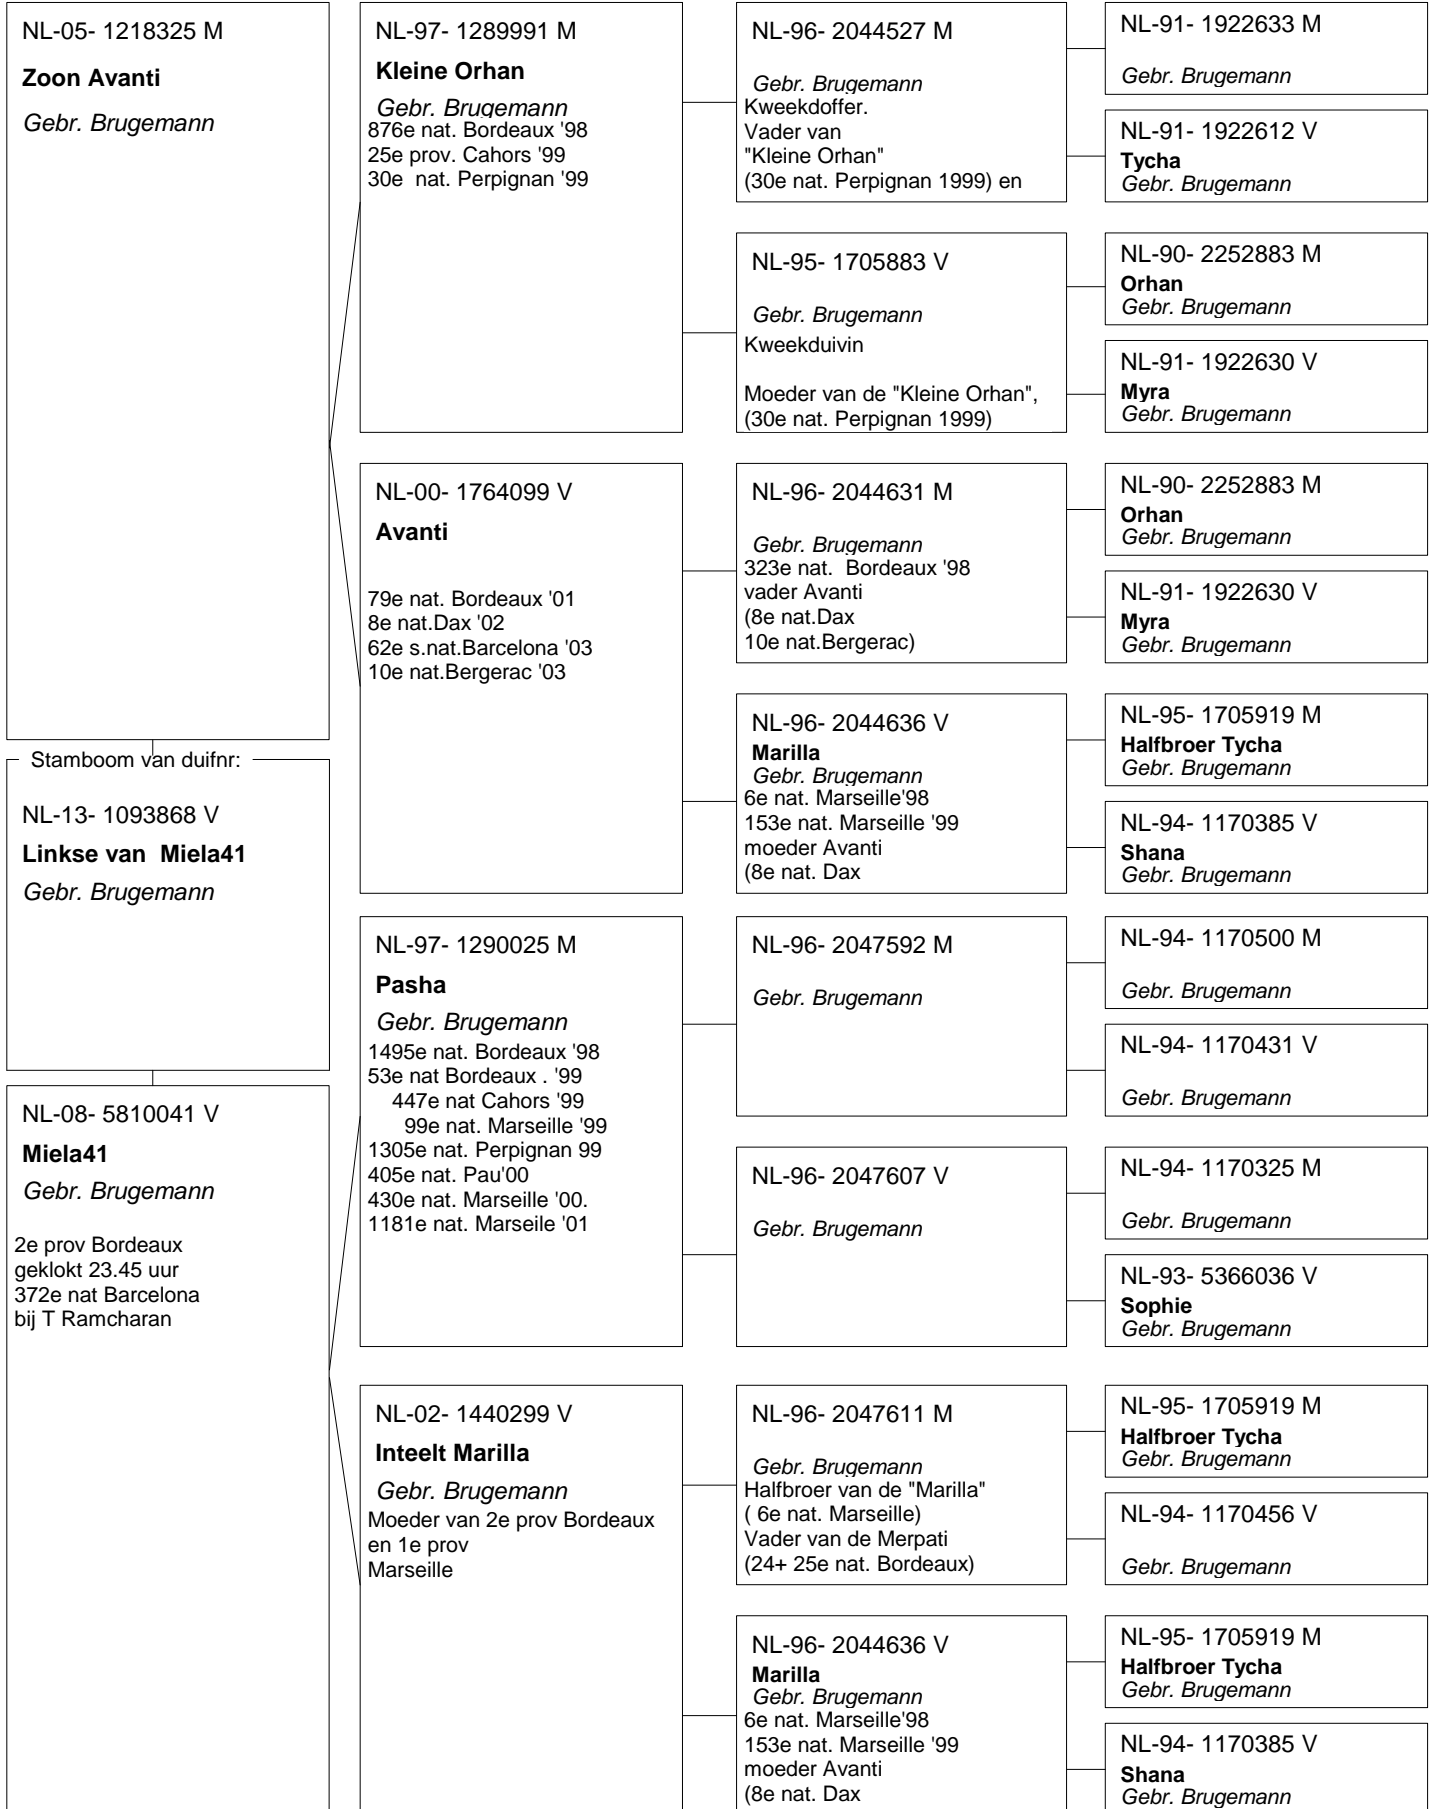 NL-05- 1218325 M
Zoon Avanti
Gebr. Brugemann
Stamboom van duifnr:
NL-13- 1093868 V
Linkse van  Miela41
Gebr. Brugemann
NL-08- 5810041 V
Miela41
Gebr. Brugemann
2e prov Bordeaux
geklokt 23.45 uur
372e nat Barcelona
bij T Ramcharan
NL-97- 1289991 M
Kleine Orhan
Gebr. Brugemann
876e nat. Bordeaux '98
25e prov. Cahors '99
30e  nat. Perpignan '99
NL-00- 1764099 V
Avanti
79e nat. Bordeaux '01
8e nat.Dax '02
62e s.nat.Barcelona '03
10e nat.Bergerac '03
NL-97- 1290025 M
Pasha
Gebr. Brugemann
1495e nat. Bordeaux '98
53e nat Bordeaux . '99
447e nat Cahors '99
99e nat. Marseille '99
1305e nat. Perpignan 99
405e nat. Pau'00
430e nat. Marseille '00.
1181e nat. Marseile '01
NL-02- 1440299 V
Inteelt Marilla
Gebr. Brugemann
Moeder van 2e prov Bordeaux
en 1e prov
Marseille
NL-96- 2044527 M
Gebr. Brugemann
Kweekdoffer.
Vader van
"Kleine Orhan"
(30e nat. Perpignan 1999) en
NL-95- 1705883 V
Gebr. Brugemann
Kweekduivin
Moeder van de "Kleine Orhan",
(30e nat. Perpignan 1999)
NL-96- 2044631 M
Gebr. Brugemann
323e nat.  Bordeaux '98
vader Avanti
(8e nat.Dax
10e nat.Bergerac)
NL-96- 2044636 V
Marilla
Gebr. Brugemann
6e nat. Marseille'98
153e nat. Marseille '99
moeder Avanti
(8e nat. Dax
NL-96- 2047592 M
Gebr. Brugemann
NL-96- 2047607 V
Gebr. Brugemann
NL-96- 2047611 M
Gebr. Brugemann
Halfbroer van de "Marilla"
( 6e nat. Marseille)
Vader van de Merpati
(24+ 25e nat. Bordeaux)
NL-96- 2044636 V
Marilla
Gebr. Brugemann
6e nat. Marseille'98
153e nat. Marseille '99
moeder Avanti
(8e nat. Dax
NL-91- 1922633 M
Gebr. Brugemann
NL-91- 1922612 V
Tycha
Gebr. Brugemann
NL-90- 2252883 M
Orhan
Gebr. Brugemann
NL-91- 1922630 V
Myra
Gebr. Brugemann
NL-90- 2252883 M
Orhan
Gebr. Brugemann
NL-91- 1922630 V
Myra
Gebr. Brugemann
NL-95- 1705919 M
Halfbroer Tycha
Gebr. Brugemann
NL-94- 1170385 V
Shana
Gebr. Brugemann
NL-94- 1170500 M
Gebr. Brugemann
NL-94- 1170431 V
Gebr. Brugemann
NL-94- 1170325 M
Gebr. Brugemann
NL-93- 5366036 V
Sophie
Gebr. Brugemann
NL-95- 1705919 M
Halfbroer Tycha
Gebr. Brugemann
NL-94- 1170456 V
Gebr. Brugemann
NL-95- 1705919 M
Halfbroer Tycha
Gebr. Brugemann
NL-94- 1170385 V
Shana
Gebr. Brugemann